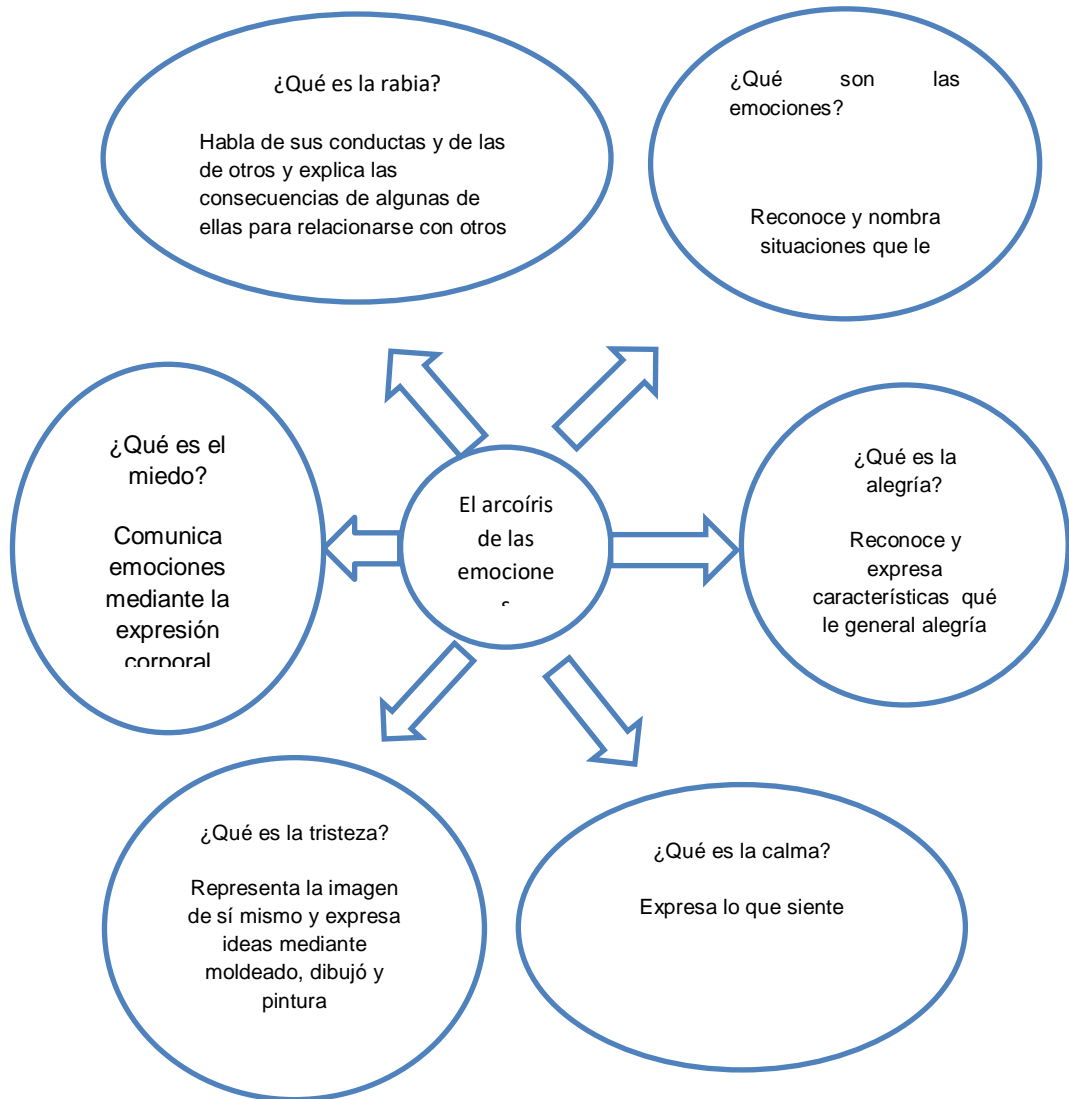 ¿Qué es la rabia?
Habla de sus conductas y de las
de otros y explica las
consecuencias de algunas de
ellas para relacionarse con otros
¿Qué son las
emociones?
Reconoce y nombra
situaciones que le
¿Qué es el
miedo?
Comunica
emociones
mediante la
expresión
corporal
El arcoíris
de las
emocione
s
¿Qué es la
alegría?
Reconoce y
expresa
características qué
le general alegría
¿Qué es la tristeza?
Representa la imagen
de sí mismo y expresa
ideas mediante
moldeado, dibujó y
pintura
¿Qué es la calma?
Expresa lo que siente